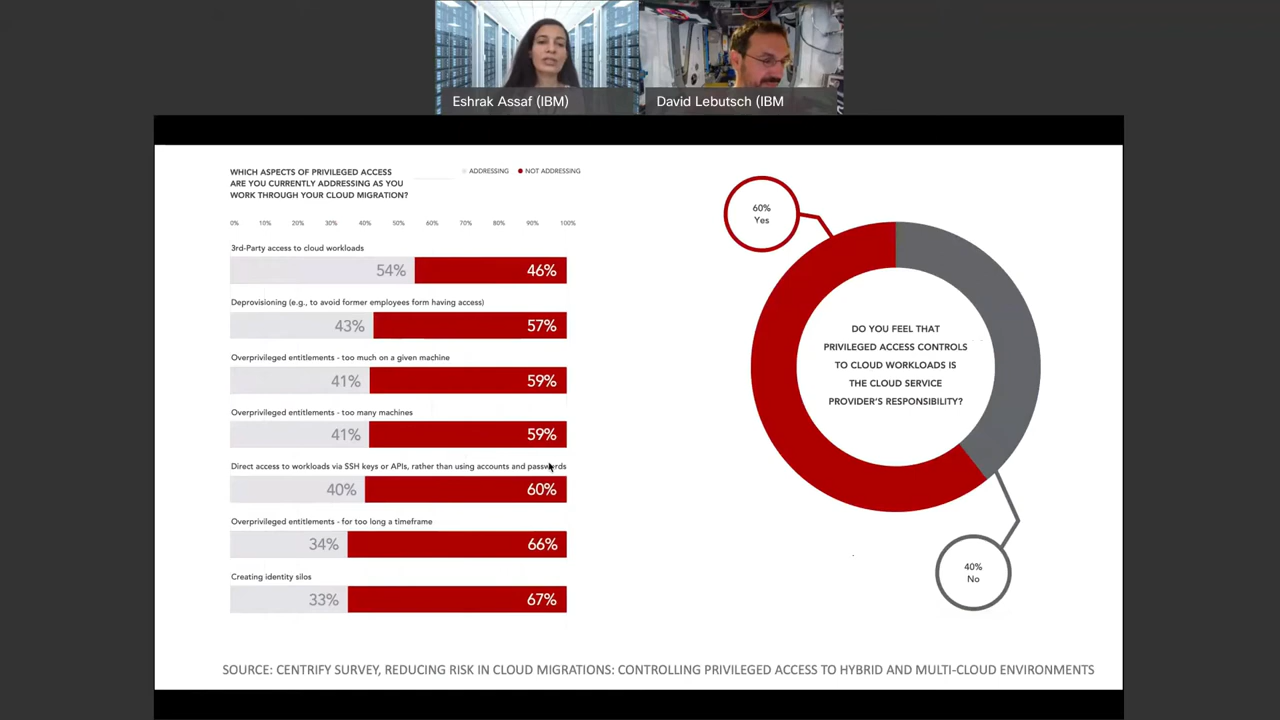 Eshrak Assaf (IBM)
David Lebutsch (IBM
WHICH ASPECTS OF PRIVILEGED ACCESS
ARE YOU CURRENTLY ADDRESSING AS YOU
WORK THROUGH YOUR CLOUD MIGRATION?
ADDRESSING
NOT ADDRESSING
0% 10% 20% 30% 40% 50% 60% 70% 80% 90% 100%
3rd-Party access to cloud workloads
54% 46%
Deprovisioning (e.g., to avoid former employees form having access)
43% 57%
Overprivileged entitlements - too much on a given machine
41% 59%
Overprivileged entitlements - too many machines
41% 59%
Direct access to workloads via SSH keys or APIs, rather than using accounts and passwords
40% 60%
Overprivileged entitlements - for too long a timeframe
34% 66%
Creating identity silos
33% 67%
60%
Yes
DO YOU FEEL THAT
PRIVILEGED ACCESS CONTROLS
TO CLOUD WORKLOADS IS
THE CLOUD SERVICE
PROVIDER'S RESPONSIBILITY?
40%
No
SOURCE: CENTRIFY SURVEY, REDUCING RISK IN CLOUD MIGRATIONS: CONTROLLING PRIVILEGED ACCESS TO HYBRID AND MULTI-CLOUD ENVIRONMENTS